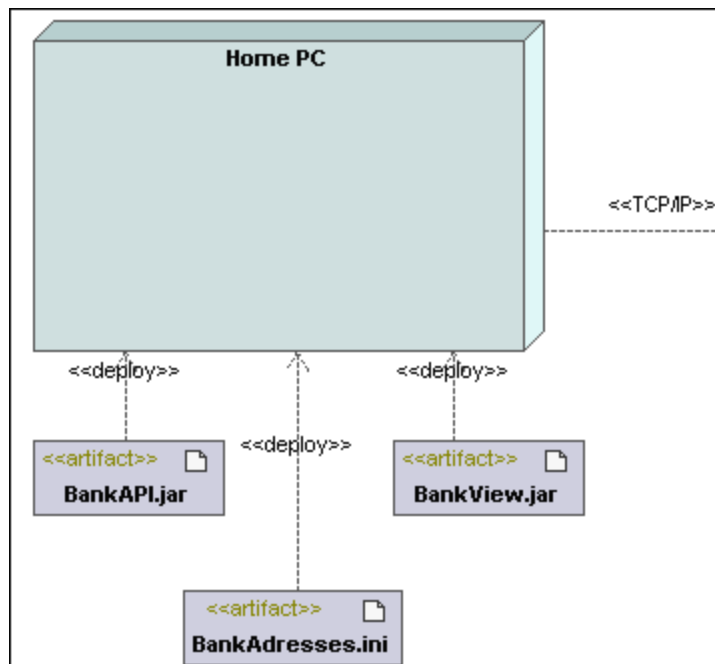 Home PC
<<TCP/IP>>
<<deploy>>
<<deploy>>
<<deploy>>
<<artifact>>
BankAPI.jar
<<artifact>>
BankView.jar
<<artifact>>
BankAdresses.ini